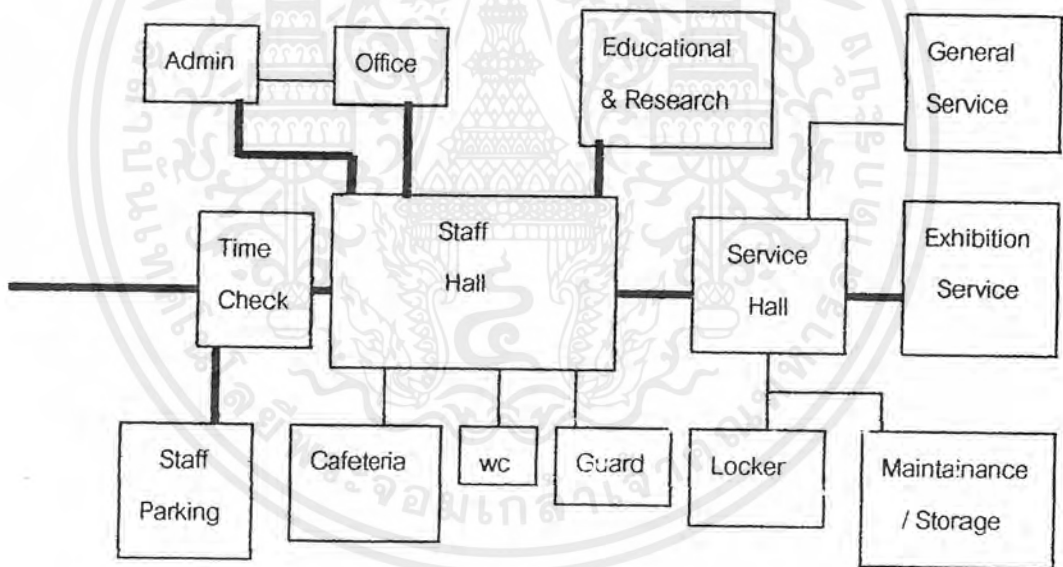 Admin
Office
Educational
& Research
General
Service
Time
Check
Staff
Hall
Service
Hall
Exhibition
Service
Staff
Parking
Cafeteria
wc
Guard
Locker
Maintainance
/ Storage